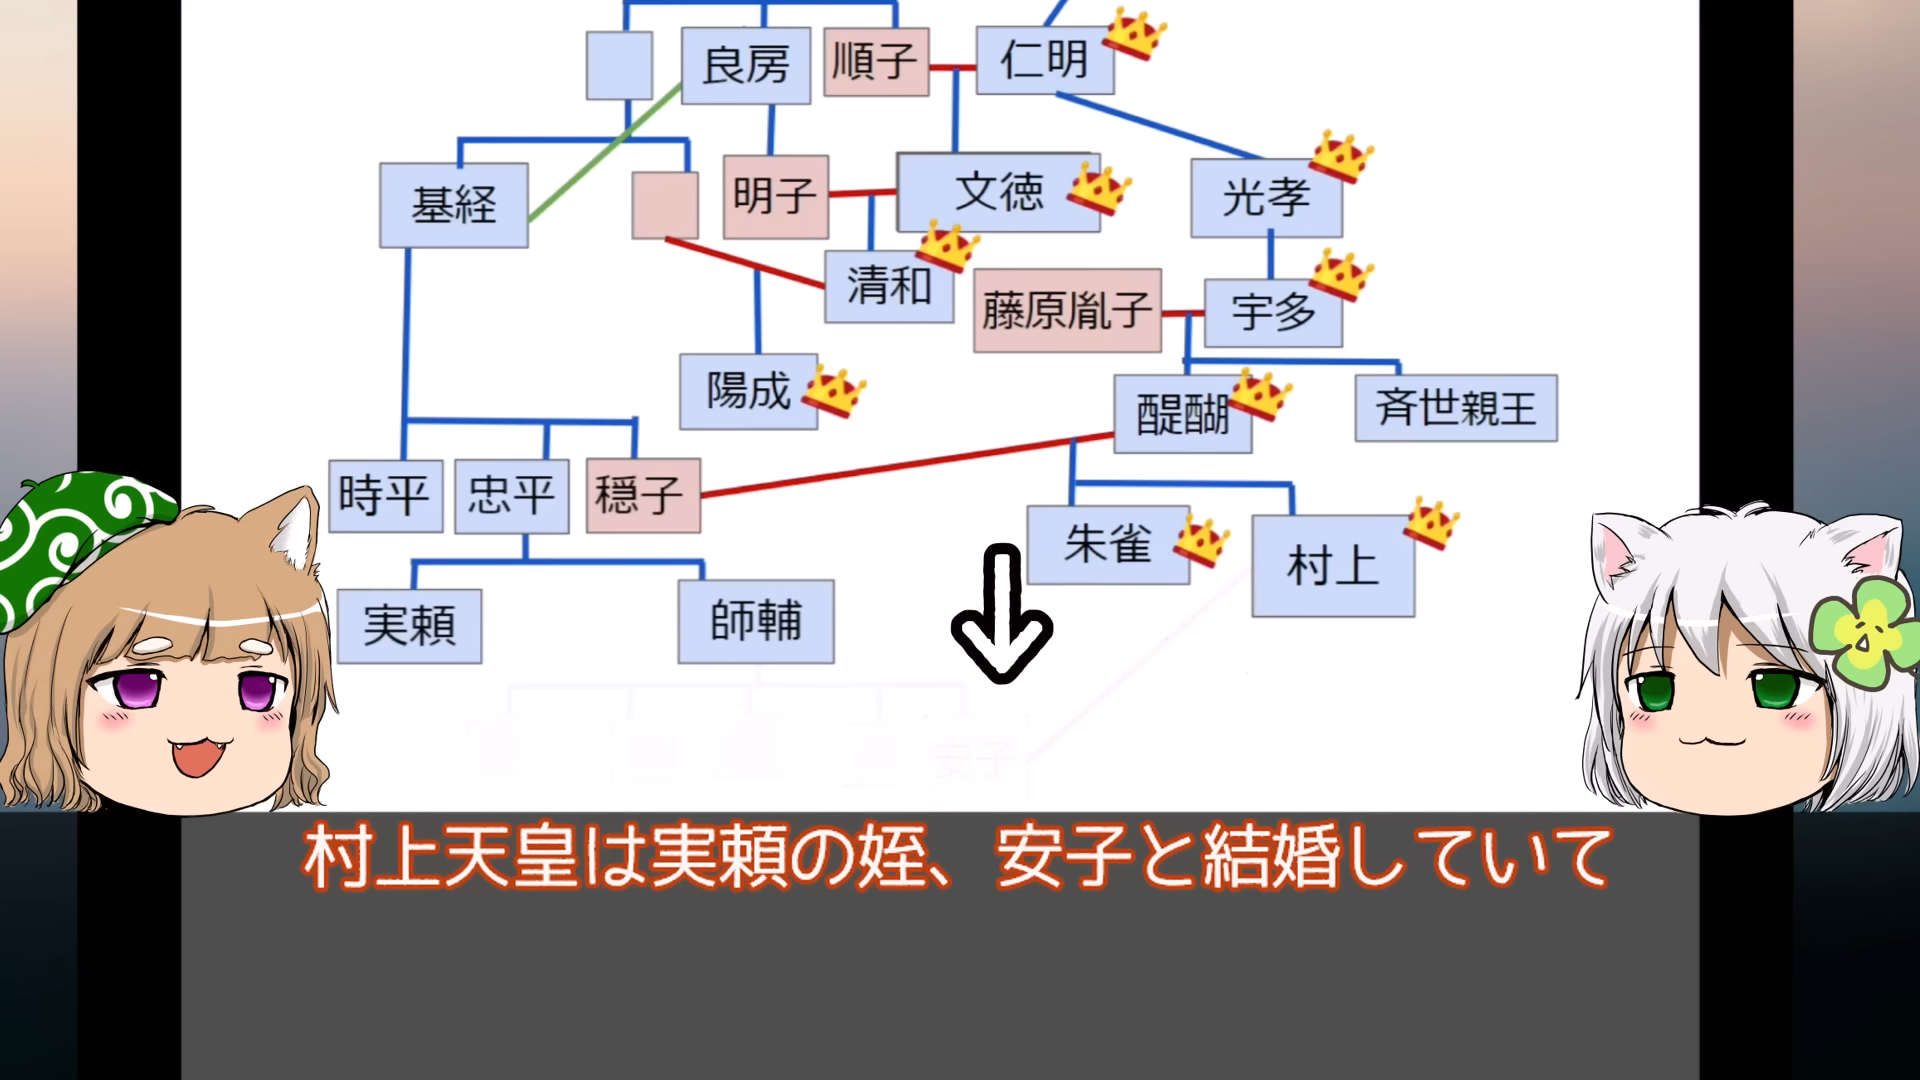 良房
順子
仁明
基経
明子
文徳
光孝
清和
藤原胤子
宇多
陽成
醍醐
斉世親王
時平
忠平
穏子
朱雀
村上
実頼
師輔
安子
村上天皇は実頼の姪、安子と結婚していて